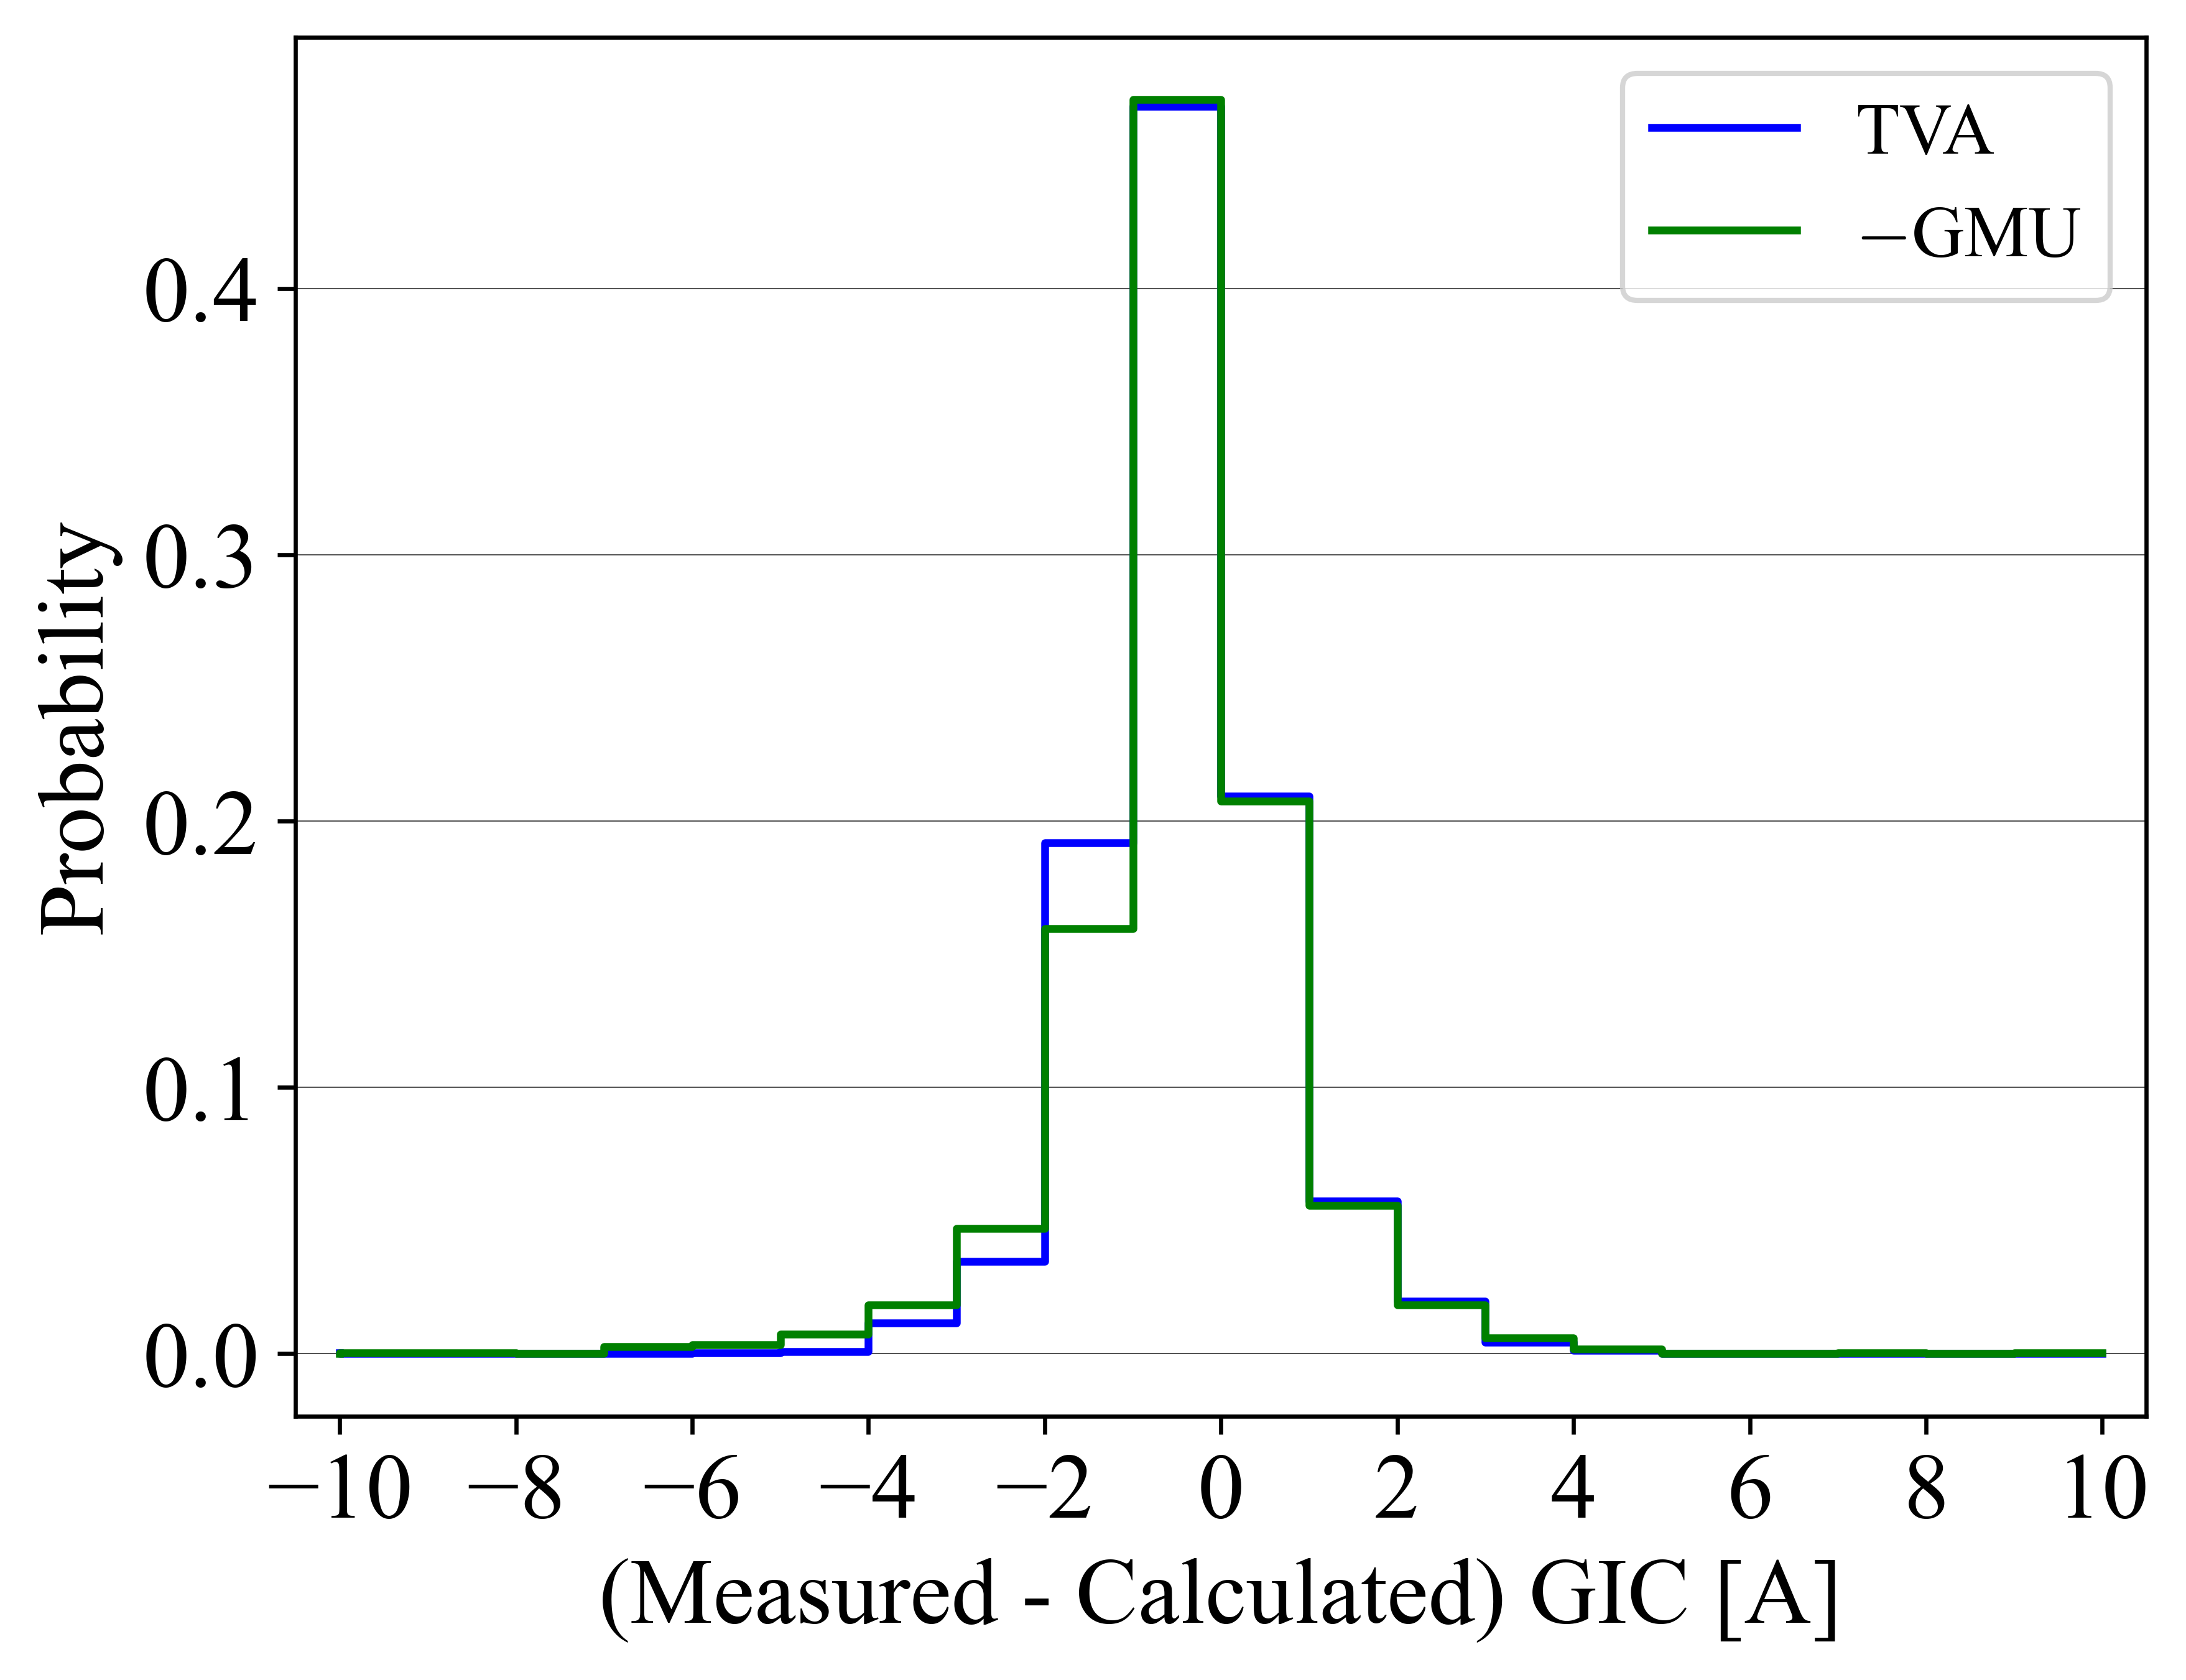 TVA
−GMU
0.4
0.3
0.2
0.1
0.0
Probability
−10 −8 −6 −4 −2 0 2 4 6 8 10
(Measured - Calculated) GIC [A]